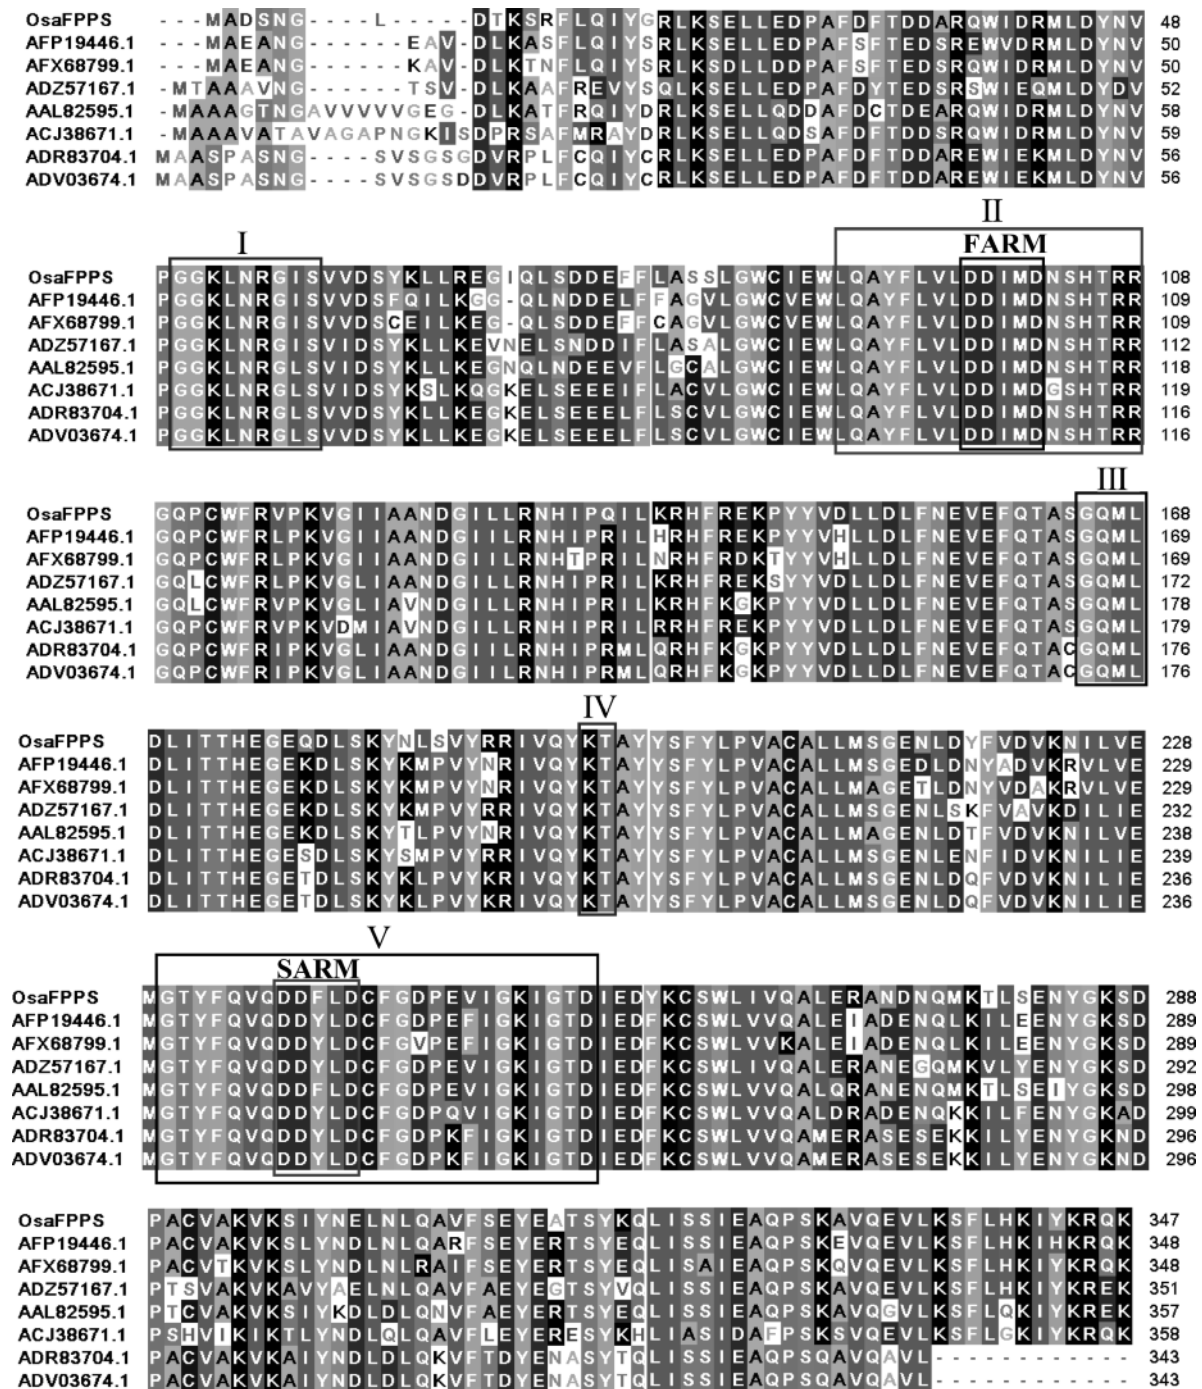 OsaFPPS ---MADSNG----L-----DTKSRFLQIYGRLKSELLEDPAFDFTDDARQWIDRMLDYNV 48
AFP19446.1 ---MAEANG------EAV-DLKASFLQIYSRLKSELLEDPAFSFTEDSREWVDRMLDYNV 50
AFX68799.1 ---MAEANG------KAV-DLKTNFLQIYSRLKSDLLDDPAFSFTEDSRQWIDRMLDYNV 50
ADZ57167.1 -MTAAAVNG------TSV-DLKAAFREVYSQLKSELLEDPAFDYTEDSRSWIEQMLDYDV 52
AAL82595.1 -MAAAGTNGAVVVVVGEG-DLKATFRQIYDRLKSELLQDDAFDCTDEARQWIDRMLDYNV 58
ACJ38671.1 -MAAAVATAVAGAPNGKISDPRSAFMRAYDRLKSELLQDSAFDFTDDSRQWIDRMLDYNV 59
ADR83704.1 MAASPASNG----SVSGSGDVRPLFCQIYCRLKSELLEDPAFDFTDDAREWIEKMLDYNV 56
ADV03674.1 MAASPASNG----SVSGSDDVRPLFCQIYCRLKSELLEDPAFDFTDDAREWIEKMLDYNV 56
I II
FARM
OsaFPPS PGGKLNRGISVVDSYKLLREGIQLSDDEFFLASSLGWCIEWLQAYFLVLDDIMDNSHTRR 108
AFP19446.1 PGGKLNRGISVVDSFQILKGG-QLNDDELFFAGVLGWCVEWLQAYFLVLDDIMDNSHTRR 109
AFX68799.1 PGGKLNRGISVVDSCEILKEG-QLSDDEFFCAGVLGWCVEWLQAYFLVLDDIMDNSHTRR 109
ADZ57167.1 PGGKLNRGISVIDSYKLLKEVNELSNDDIFLASALGWCIEWLQAYFLVLDDIMDNSHTRR 112
AAL82595.1 PGGKLNRGLSVIDSYKLLKEGNQLNDEEVFLGCALGWCIEWLQAYFLVLDDIMDNSHTRR 118
ACJ38671.1 PGGKLNRGLSVIDSYKSLKQGKELSEEEIFLACVLGWCIEWLQAYFLVLDDIMDGSHTRR 119
ADR83704.1 PGGKLNRGLSVVDSYKLLKEGKELSEEELFLSCVLGWCIEWLQAYFLVLDDIMDNSHTRR 116
ADV03674.1 PGGKLNRGLSVVDSYKLLKEGKELSEEELFLSCVLGWCIEWLQAYFLVLDDIMDNSHTRR 116
III
OsaFPPS GQPCWFRVPKVGIIAANDGILLRNHIPQILKRHFREKPYYVDLLDLFNEVEFQTASGQML 168
AFP19446.1 GQPCWFRLPKVGLIAANDGILLRNHIPRILHRHFREKPYYVHLLDLFNEVEFQTASGQML 169
AFX68799.1 GQPCWFRLPKVGLIAANDGILLRNHTPRILNRHFRDKTYYVHLLDLFNEVEFQTASGQML 169
ADZ57167.1 GQLCWFRLPKVGLIAANDGILLRNHIPRILKRHFREKSYYVDLLDLFNEVEFQTASGQML 172
AAL82595.1 GQLCWFRVPKVGLIAVNDGILLRNHIPRILKRHFKGKPYYVDLLDLFNEVEFQTASGQML 178
ACJ38671.1 GQPCWFRVPKVDMIAVNDGILLRNHIPRILRRHFREKPYYVDLLDLFNEVEFQTASGQML 179
ADR83704.1 GQPCWFRIPKVGLIAANDGILLRNHIPRMLQRHFKGKPYYVDLLDLFNEVEFQTACGQML 176
ADV03674.1 GQPCWFRIPKVGLIAANDGILLRNHIPRMLQRHFKGKPYYVDLLDLFNEVEFQTACGQML 176
IV
OsaFPPS DLITTHEGEQDLSKYNLSVYRRIVQYKTAYYSFYLPVACALLMSGENLDYFVDVKNILVE 228
AFP19446.1 DLITTHEGEKDLSKYKMPVYNRIVQYKTAYYSFYLPVACALLMSGEDLDNYADVKRVLVE 229
AFX68799.1 DLITTHEGEKDLSKYKMPVYNRIVQYKTAYYSFYLPVACALLMAGETLDNYVDAKRVLVE 229
ADZ57167.1 DLITTHEGEKDLSKYKMPVYRRIVQYKTAYYSFYLPVACALLMSGENLSKFVAVKDILIE 232
AAL82595.1 DLITTHEGEKDLSKYTLPVYNRIVQYKTAYYSFYLPVACALLMAGENLDTFVDVKNILVE 238
ACJ38671.1 DLITTHEGESDLSKYSMPVYRRIVQYKTAYYSFYLPVACALLMSGENLENFIDVKNILIE 239
ADR83704.1 DLITTHEGETDLSKYKLPVYKRIVQYKTAYYSFYLPVACALLMSGENLDQFVDVKNILIE 236
ADV03674.1 DLITTHEGETDLSKYKLPVYKRIVQYKTAYYSFYLPVACALLMSGENLDQFVDVKNILIE 236
V
SARM
OsaFPPS MGTYFQVQDDFLDCFGDPEVIGKIGTDIEDYKCSWLIVQALERANDNQMKTLSENYGKSD 288
AFP19446.1 MGTYFQVQDDYLDCFGDPEFIGKIGTDIEDFKCSWLVVQALEIADENQLKILEENYGKSD 289
AFX68799.1 MGTYFQVQDDYLDCFGVPEFIGKIGTDIEDFKCSWLVVKALEIADENQLKILEENYGKSD 289
ADZ57167.1 MGTYFQVQDDYLDCFGDPEVIGKIGTDIEDFKCSWLVVQALERANEGQMKVLYENYGKSD 292
AAL82595.1 MGTYFQVQDDFLDCFGDPEVIGKIGTDIEDFKCSWLVVQALQRANENQMKTLSEIYGKSD 298
ACJ38671.1 MGTYFQVQDDYLDCFGDPQVIGKIGTDIEDFKCSWLVVQALDRADENQKKILFENYGKAD 299
ADR83704.1 MGTYFQVQDDYLDCFGDPKFIGKIGTDIEDFKCSWLVVQAMERASESEKKILYENYGKND 296
ADV03674.1 MGTYFQVQDDYLDCFGDPKFIGKIGTDIEDFKCSWLVVQAMERASESEKKILYENYGKND 296
OsaFPPS PACVAKVKSIYNELNLQAVFSEYEATSYKQLISSIEAQPSKAVQEVLKSFLHKIYKRQK 347
AFP19446.1 PACVAKVKSLYNDLNLQARFSEYERTSYEQLISSIEAQPSKEVQEVLKSFLHKIHKRQK 348
AFX68799.1 PACVTKVKSLYNDLNLRAIFSEYERTSYEQLISAIEAQPSKQVQEVLKSFLHKIYKRQK 348
ADZ57167.1 PTSVAKVKAVYAELNLQAVFAEYEGTSYVQLISSIEAQPSKAVQEVLKSFLHKIYKREK 351
AAL82595.1 PTCVAKVKSIYKDLDLQNVFAEYERTSYEQLISSIEAQPSKAVQGVLKSFLQKIYKREK 357
ACJ38671.1 PSHVIKIKTLYNDLQLQAVFLEYERESYKHLIASIDAFPSKSVQEVLKSFLGKIYKRQK 358
ADR83704.1 PACVAKVKAIYNDLDLQKVFTDYENASYTQLISSIEAQPSQAVQAVL------------ 343
ADV03674.1 PACVAKVKAIYNDLDLQKVFTDYENASYTQLISSIEAQPSQAVQAVL------------ 343